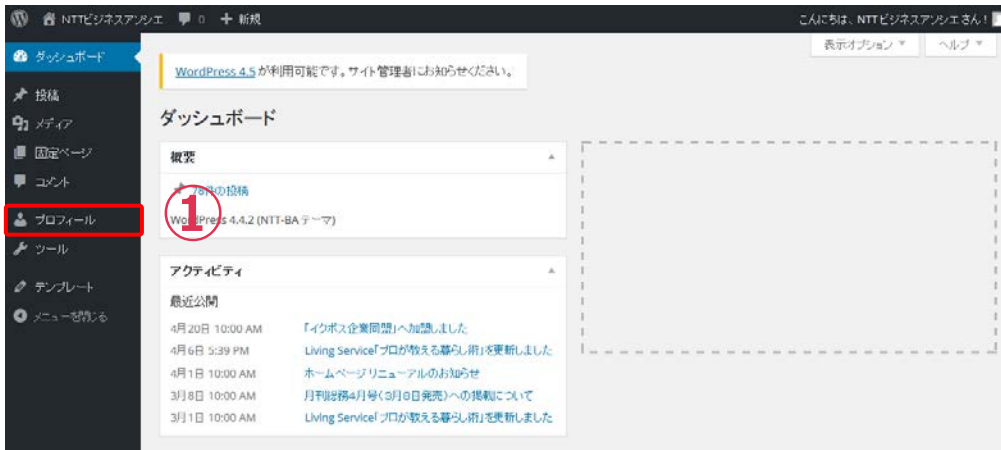 NTTビジネスアソシエ 0 新規 こんにちは、NTTビジネスアソシエさん!
表示オプション ヘルプ
ダッシュボード
投稿
メディア
固定ページ
コメント
プロフィール
ツール
テンプレート
メニューを閉じる
WordPress 4.5 が利用可能です。サイト管理者にお知らせください。
ダッシュボード
概要
78件の投稿
①
WordPress 4.4.2 (NTT-BA テーマ)
アクティビティ
最近公開
4月20日 10:00 AM 「イクボス企業同盟」へ加盟しました
4月6日 5:39 PM Living Service「プロが教える暮らし術」を更新しました
4月1日 10:00 AM ホームページリニューアルのお知らせ
3月8日 10:00 AM 月刊総務4月号(3月8日発売)への掲載について
3月1日 10:00 AM Living Service「プロが教える暮らし術」を更新しました